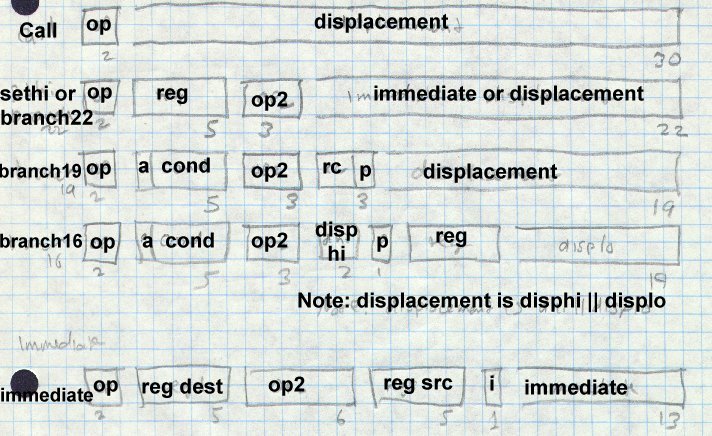 Call op displacement
2 30
sethi or op reg op2 immediate or displacement
branch22
22 2 5 3 22
branch19 op a cond op2 rc p displacement
19 2 5 3 3 19
branch16 op a cond op2 disp hi p reg displo
16 2 5 3 2 1 19
Note: displacement is disphi || displo
Immediate
immediate op reg dest op2 reg src i immediate
2 5 6 5 1 13